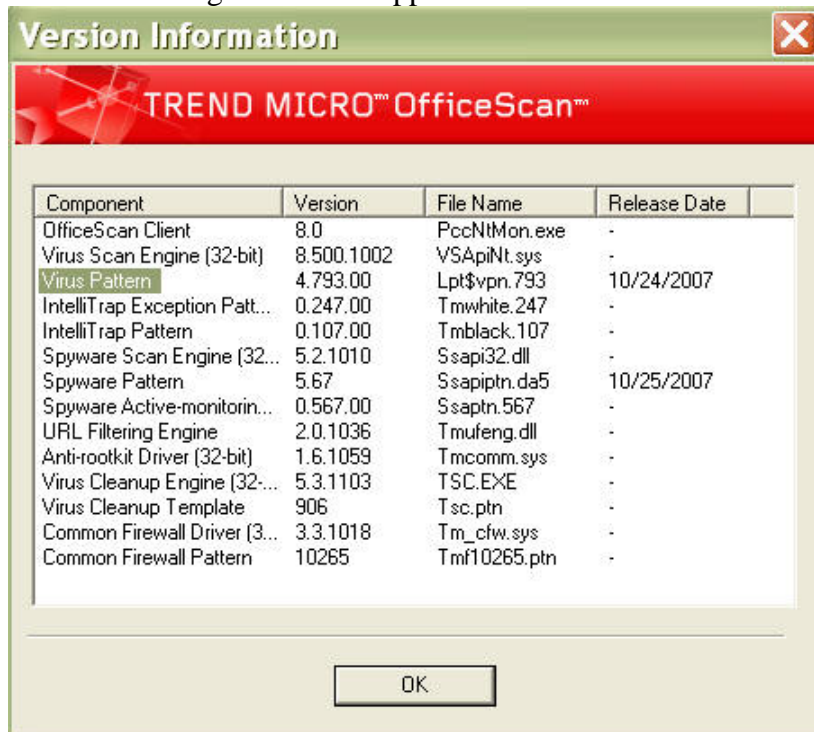 Version Information
TREND MICRO™ OfficeScan™
Component Version File Name Release Date
OfficeScan Client 8.0 PccNtMon.exe -
Virus Scan Engine (32-bit) 8.500.1002 VSApiNt.sys -
Virus Pattern 4.793.00 Lpt$vpn.793 10/24/2007
IntelliTrap Exception Patt... 0.247.00 Tmwhite.247 -
IntelliTrap Pattern 0.107.00 Tmblack.107 -
Spyware Scan Engine (32... 5.2.1010 Ssapi32.dll -
Spyware Pattern 5.67 Ssapiptn.da5 10/25/2007
Spyware Active-monitorin... 0.567.00 Ssaptn.567 -
URL Filtering Engine 2.0.1036 Tmufeng.dll -
Anti-rootkit Driver (32-bit) 1.6.1059 Tmcomm.sys -
Virus Cleanup Engine (32-... 5.3.1103 TSC.EXE -
Virus Cleanup Template 906 Tsc.ptn -
Common Firewall Driver (3... 3.3.1018 Tm_cfw.sys -
Common Firewall Pattern 10265 Tmf10265.ptn -
OK